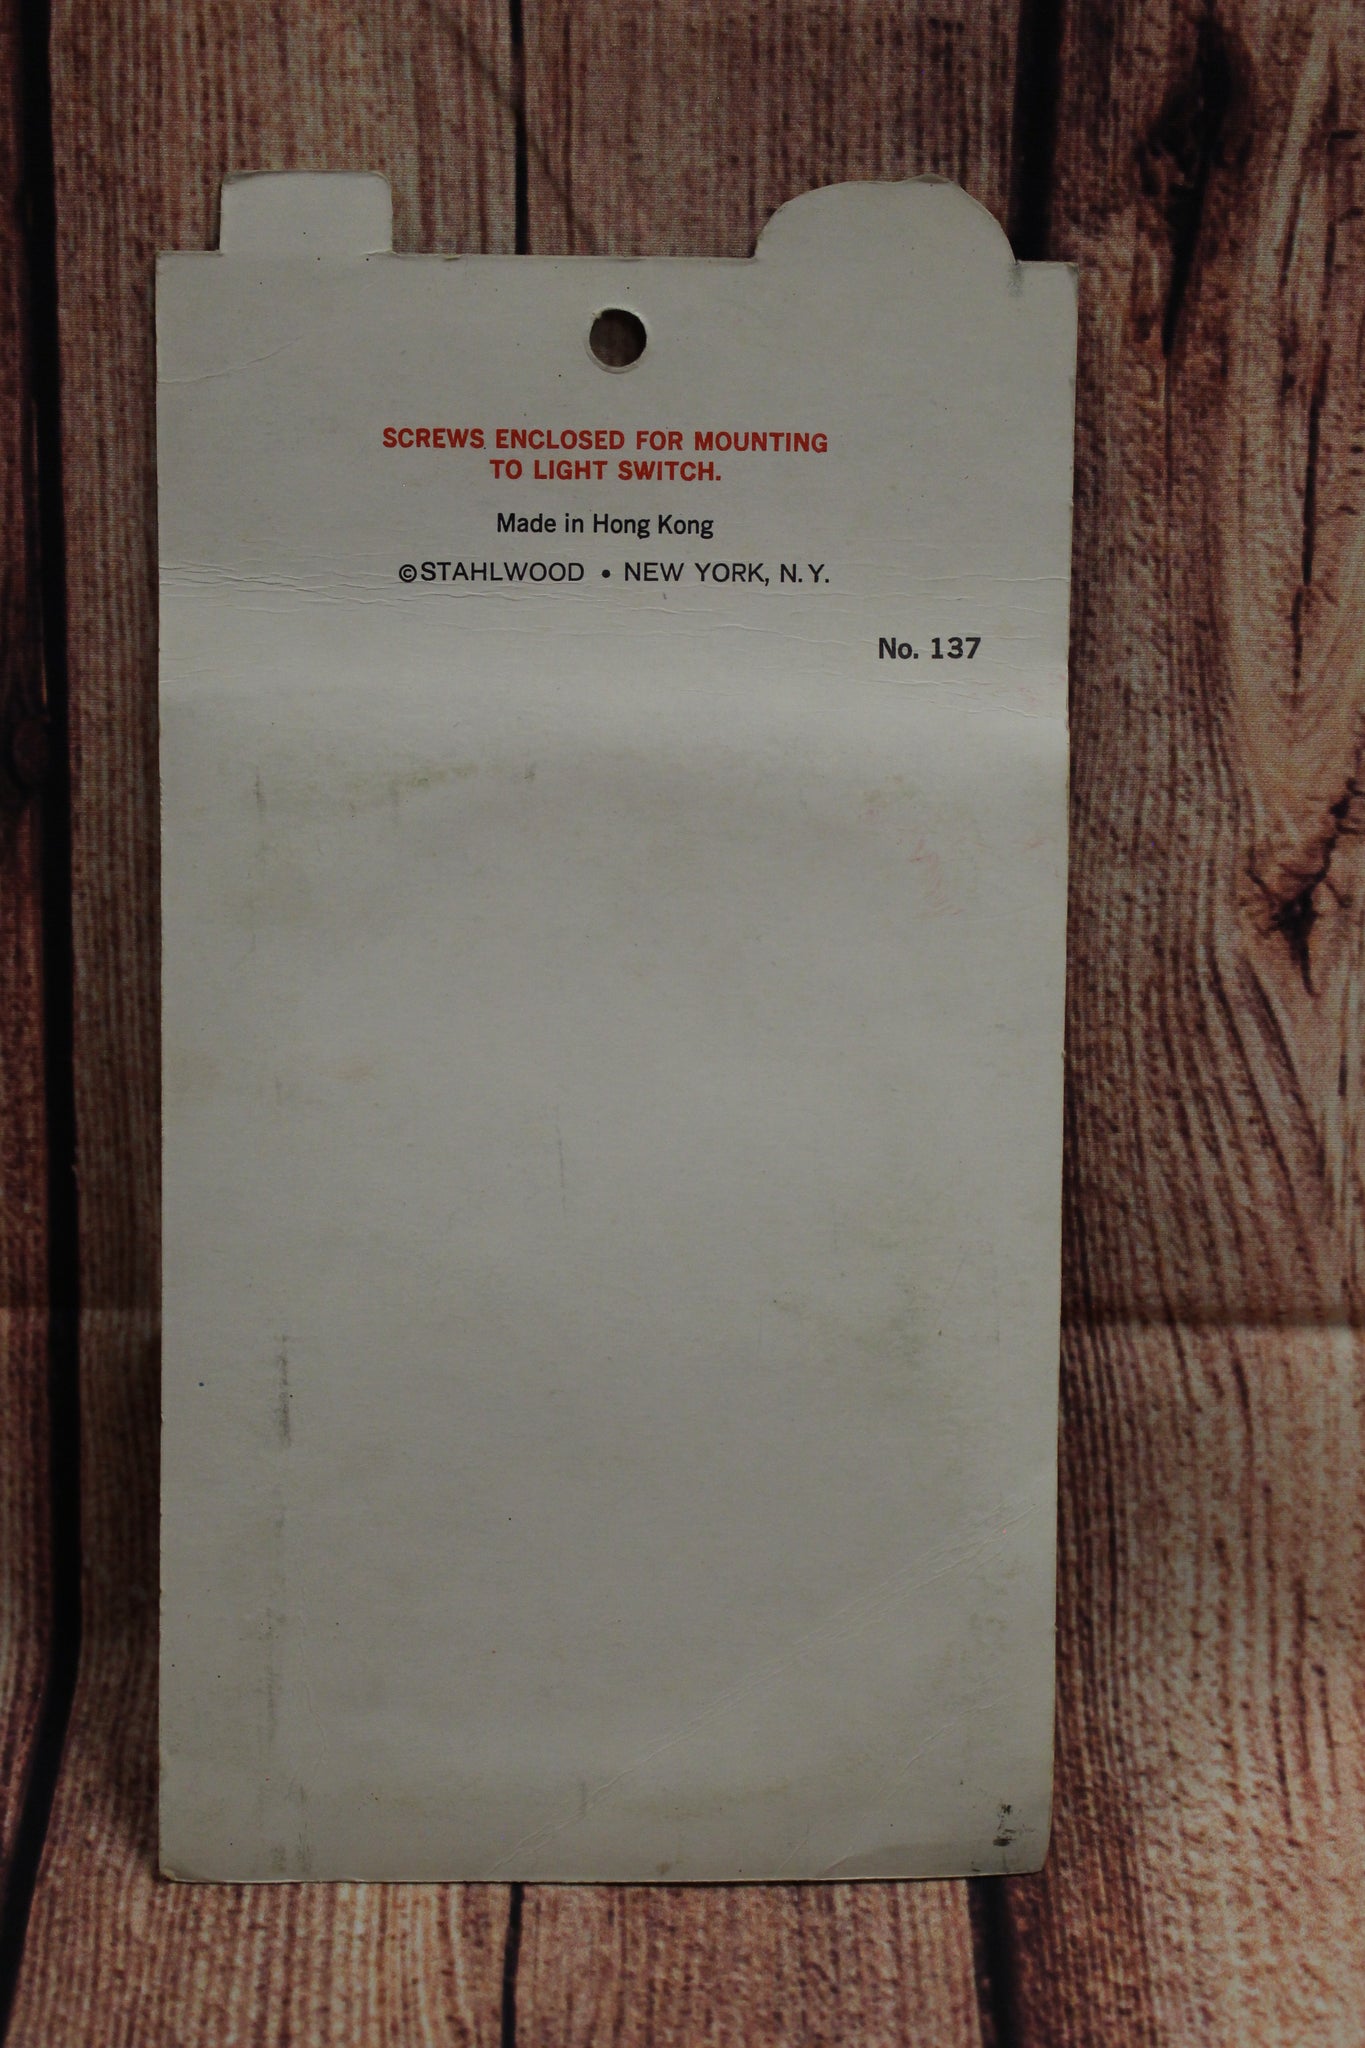 SCREWS ENCLOSED FOR MOUNTING
TO LIGHT SWITCH.
Made in Hong Kong
©STAHLWOOD • NEW YORK, N.Y.
No. 137